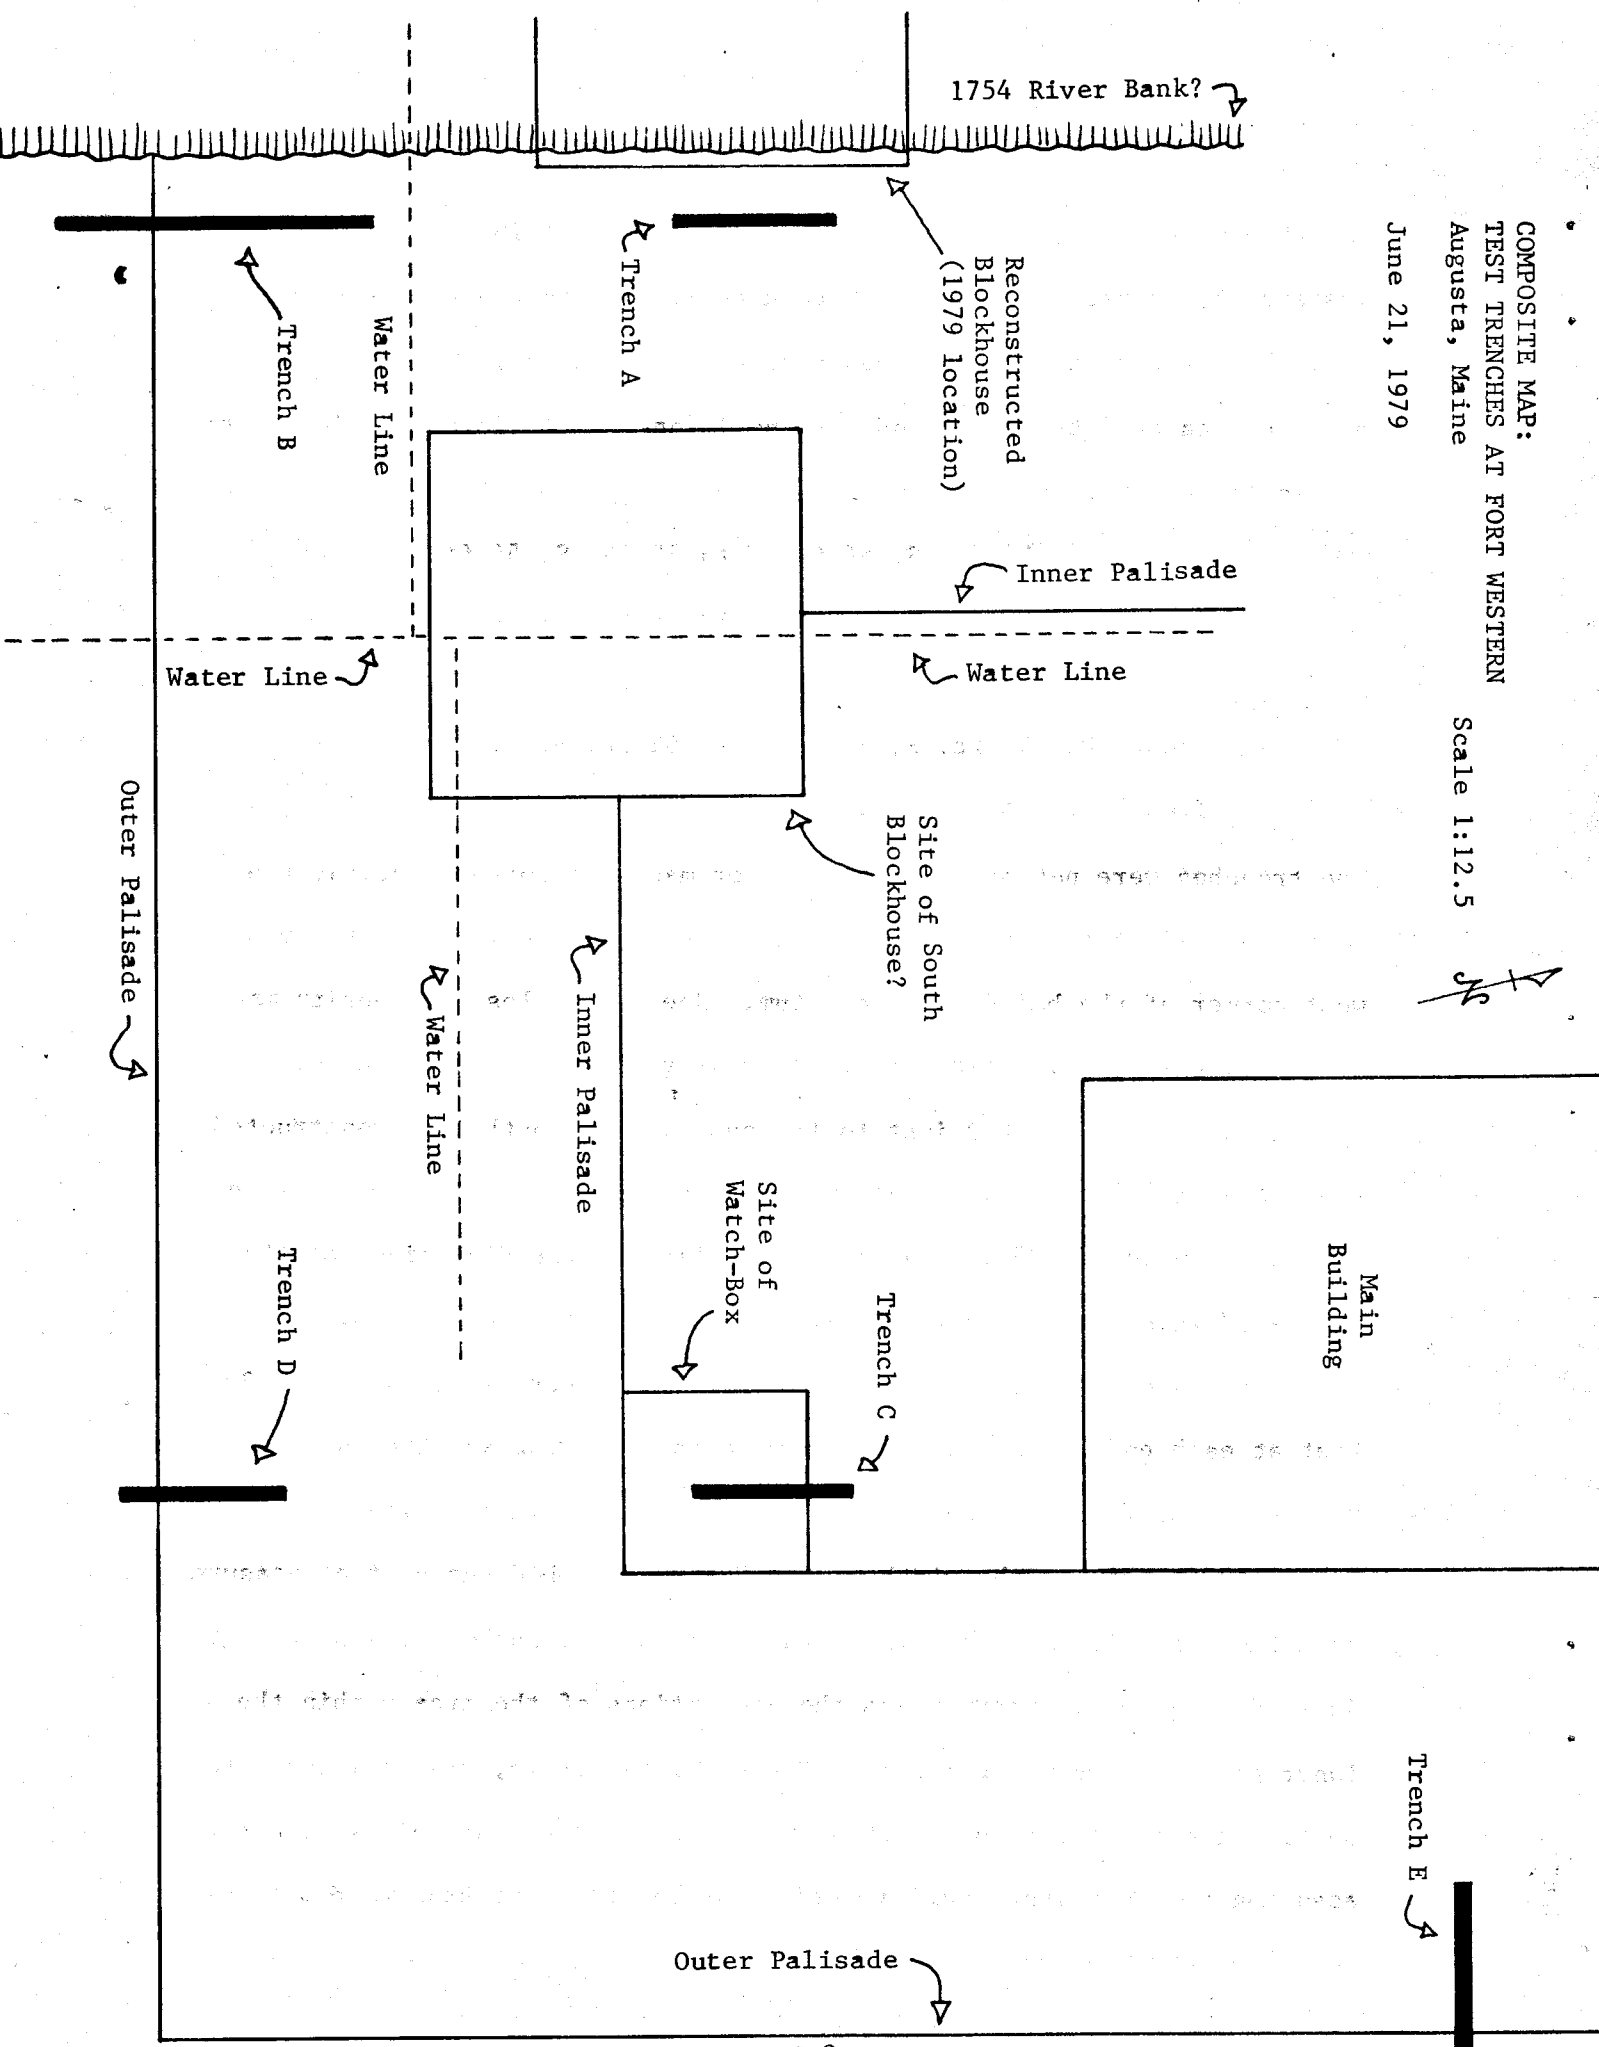 COMPOSITE MAP:
TEST TRENCHES AT FORT WESTERN
Augusta, Maine
Scale 1:12.5
June 21, 1979
N
1754 River Bank?
Reconstructed
Blockhouse
(1979 location)
Trench A
Trench B
Water Line
Inner Palisade
Water Line
Water Line
Site of South
Blockhouse?
Outer Palisade
Inner Palisade
Water Line
Main
Building
Site of
Watch-Box
Trench C
Trench D
Trench E
Outer Palisade